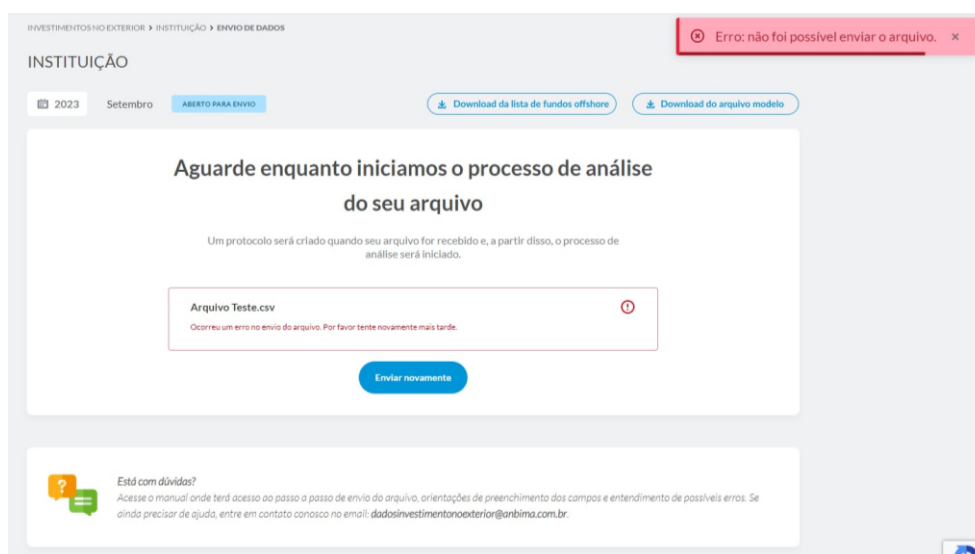 INVESTIMENTOS NO EXTERIOR > INSTITUIÇÃO > ENVIO DE DADOS
Erro: não foi possível enviar o arquivo. ×
INSTITUIÇÃO
2023 Setembro ABERTO PARA ENVIO Download da lista de fundos offshore Download do arquivo modelo
Aguarde enquanto iniciamos o processo de análise
do seu arquivo
Um protocolo será criado quando seu arquivo for recebido e, a partir disso, o processo de
análise será iniciado.
Arquivo Teste.csv
Ocorreu um erro no envio do arquivo. Por favor tente novamente mais tarde.
Enviar novamente
Está com dúvidas?
Acesse o manual onde terá acesso ao passo a passo de envio do arquivo, orientações de preenchimento dos campos e entendimento de possíveis erros. Se
ainda precisar de ajuda, entre em contato conosco no email: dadosinvestimentonoexterior@anbima.com.br.